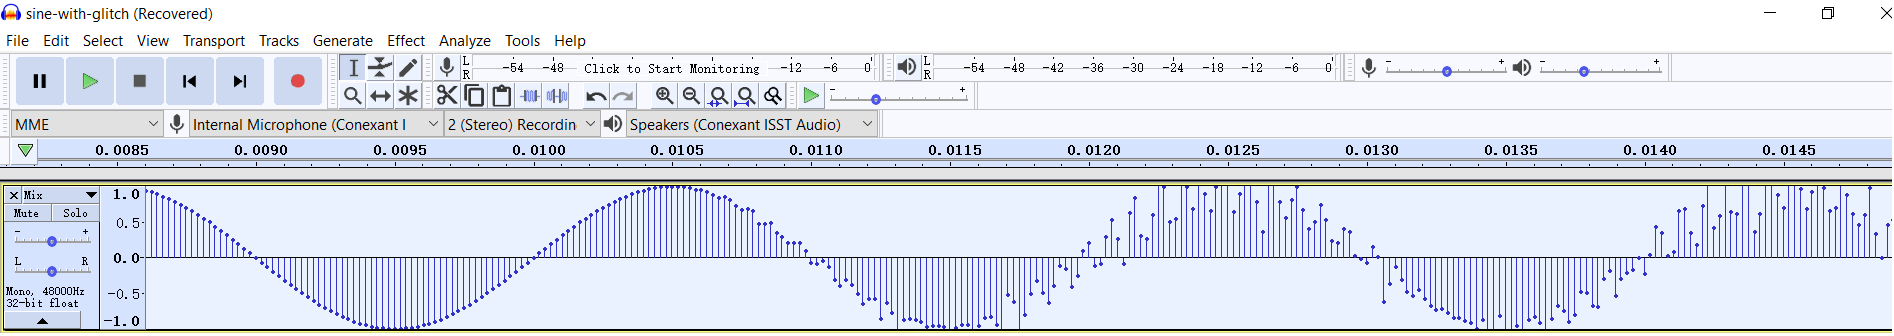 sine-with-glitch (Recovered)
File Edit Select View Transport Tracks Generate Effect Analyze Tools Help
L R -54 -48 Click to Start Monitoring -12 -6 0 L R -54 -48 -42 -36 -30 -24 -18 -12 -6 0 - + - +
- +
MME Internal Microphone (Conexant I 2 (Stereo) Recordin Speakers (Conexant ISST Audio)
0.0085 0.0090 0.0095 0.0100 0.0105 0.0110 0.0115 0.0120 0.0125 0.0130 0.0135 0.0140 0.0145
Mix 1.0
Mute Solo 0.5
- +
L R 0.0
Mono, 48000Hz -0.5
32-bit float
-1.0